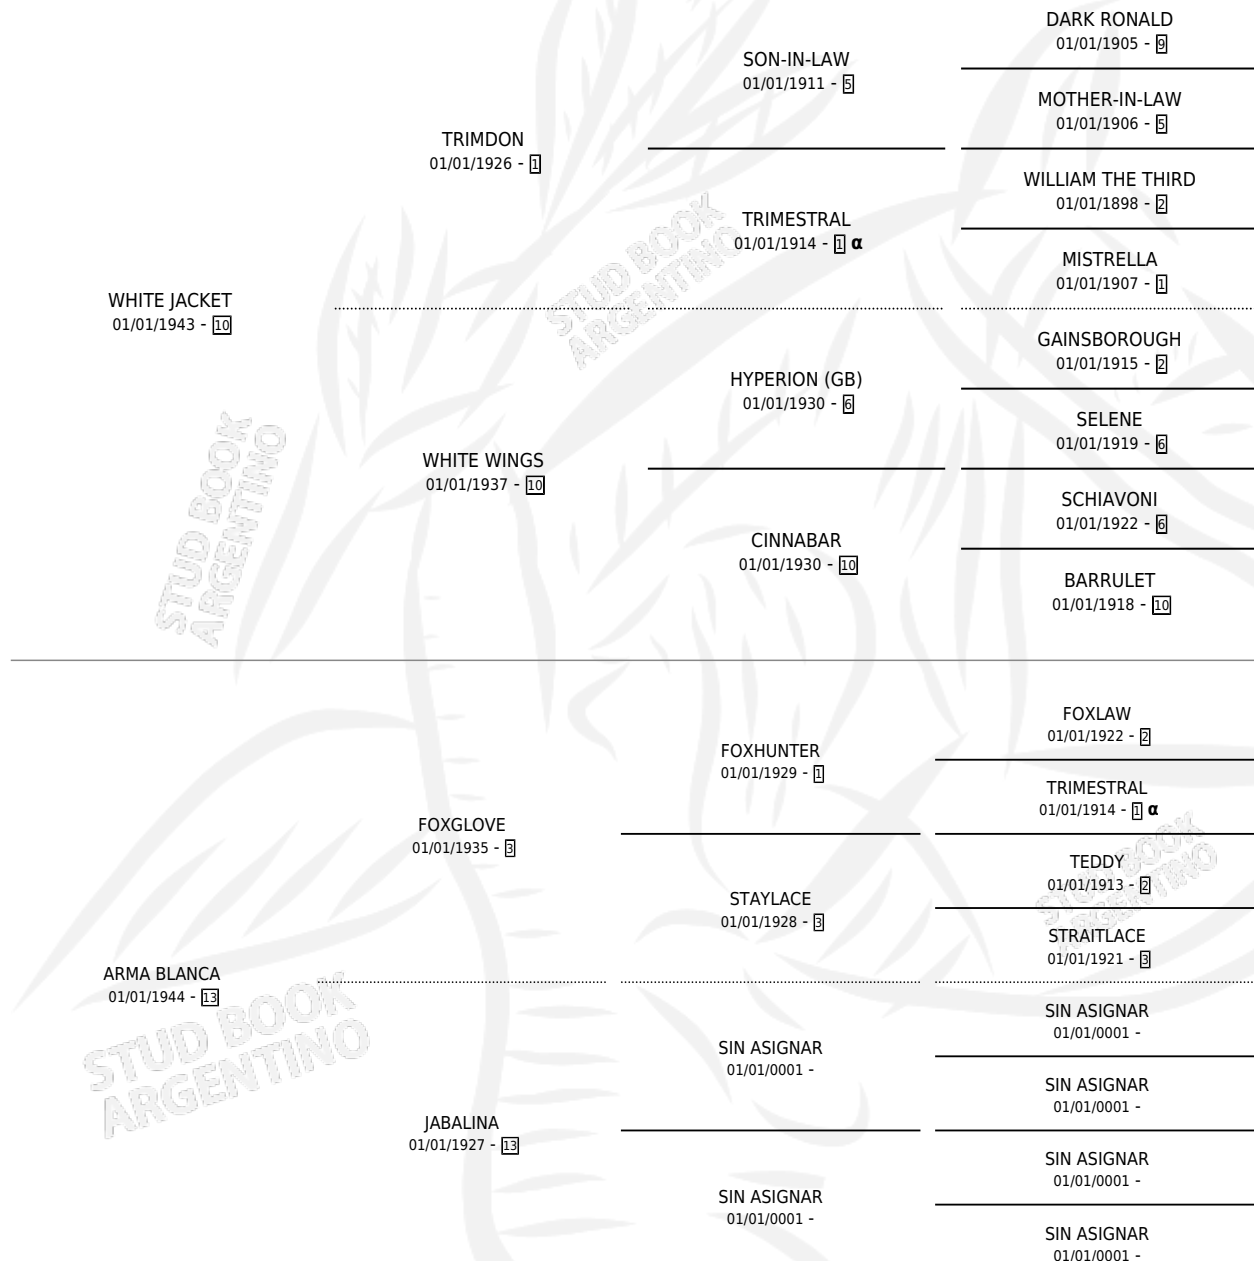 DARK RONALD
01/01/1905 - 9
SON-IN-LAW
01/01/1911 - 5
MOTHER-IN-LAW
01/01/1906 - 5
TRIMDON
01/01/1926 - 1
WILLIAM THE THIRD
01/01/1898 - 2
TRIMESTRAL
01/01/1914 - 1 α
MISTRELLA
01/01/1907 - 1
WHITE JACKET
01/01/1943 - 10
GAINSBOROUGH
01/01/1915 - 2
HYPERION (GB)
01/01/1930 - 6
SELENE
01/01/1919 - 6
WHITE WINGS
01/01/1937 - 10
SCHIAVONI
01/01/1922 - 6
CINNABAR
01/01/1930 - 10
BARRULET
01/01/1918 - 10
FOXLAW
01/01/1922 - 2
FOXHUNTER
01/01/1929 - 1
TRIMESTRAL
01/01/1914 - 1 α
FOXGLOVE
01/01/1935 - 3
TEDDY
01/01/1913 - 2
STAYLACE
01/01/1928 - 3
STRAITLACE
01/01/1921 - 3
ARMA BLANCA
01/01/1944 - 13
SIN ASIGNAR
01/01/0001 -
SIN ASIGNAR
01/01/0001 -
SIN ASIGNAR
01/01/0001 -
JABALINA
01/01/1927 - 13
SIN ASIGNAR
01/01/0001 -
SIN ASIGNAR
01/01/0001 -
SIN ASIGNAR
01/01/0001 -
STUD BOOK
ARGENTINO
STUD BOOK
ARGENTINO
STUD BOOK
ARGENTINO
STUD BOOK
ARGENTINO